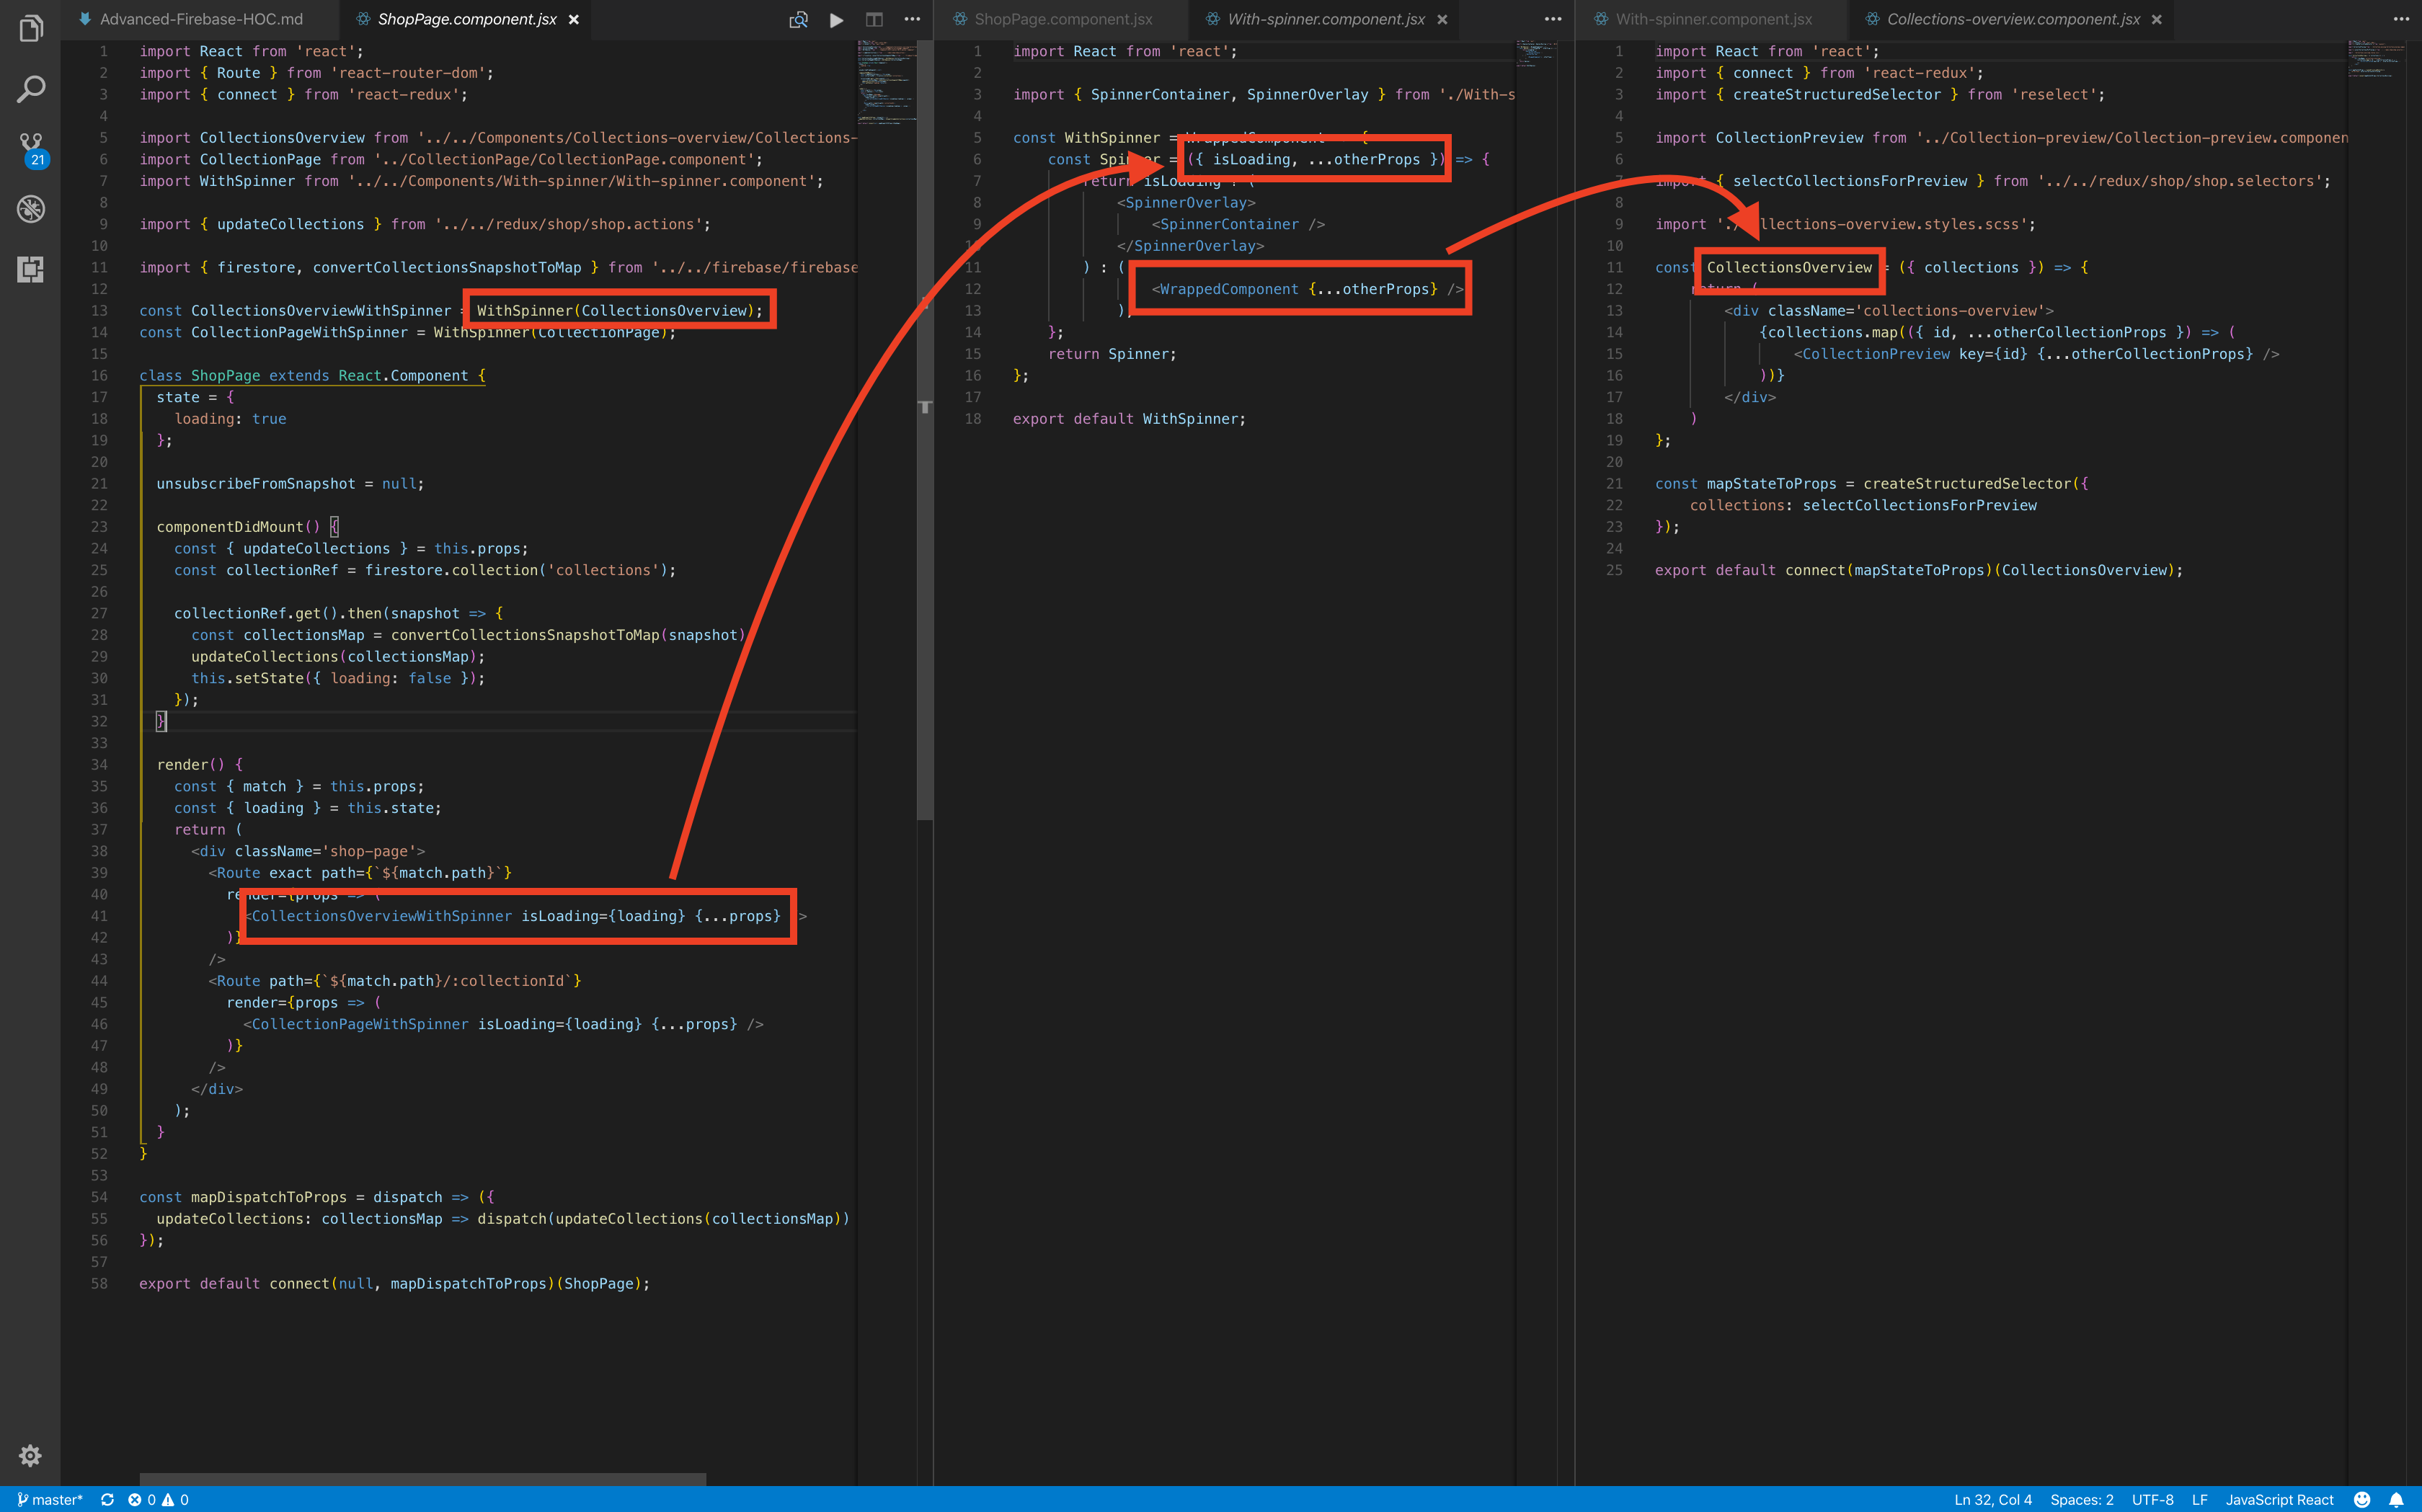 Advanced-Firebase-HOC.md
ShopPage.component.jsx
1 import React from 'react';
2 import { Route } from 'react-router-dom';
3 import { connect } from 'react-redux';
4
5 import CollectionsOverview from '../../Components/Collections-overview/Collections-
6 import CollectionPage from '../CollectionPage/CollectionPage.component';
7 import WithSpinner from '../../Components/With-spinner/With-spinner.component';
8
9 import { updateCollections } from '../../redux/shop/shop.actions';
10
11 import { firestore, convertCollectionsSnapshotToMap } from '../../firebase/firebase
12
13 const CollectionsOverviewWithSpinner = WithSpinner(CollectionsOverview);
14 const CollectionPageWithSpinner = WithSpinner(CollectionPage);
15
16 class ShopPage extends React.Component {
17 state = {
18 loading: true
19 };
20
21 unsubscribeFromSnapshot = null;
22
23 componentDidMount() {
24 const { updateCollections } = this.props;
25 const collectionRef = firestore.collection('collections');
26
27 collectionRef.get().then(snapshot => {
28 const collectionsMap = convertCollectionsSnapshotToMap(snapshot)
29 updateCollections(collectionsMap);
30 this.setState({ loading: false });
31 });
32 }
33
34 render() {
35 const { match } = this.props;
36 const { loading } = this.state;
37 return (
38 <div className='shop-page'>
39 <Route exact path={`${match.path}`}
40 render={props => (
41 <CollectionsOverviewWithSpinner isLoading={loading} {...props} />
42 )}
43 />
44 <Route path={`${match.path}/:collectionId`}
45 render={props => (
46 <CollectionPageWithSpinner isLoading={loading} {...props} />
47 )}
48 />
49 </div>
50 );
51 }
52 }
53
54 const mapDispatchToProps = dispatch => ({
55 updateCollections: collectionsMap => dispatch(updateCollections(collectionsMap))
56 });
57
58 export default connect(null, mapDispatchToProps)(ShopPage);
ShopPage.component.jsx
With-spinner.component.jsx
1 import React from 'react';
2
3 import { SpinnerContainer, SpinnerOverlay } from './With-s
4
5 const WithSpinner = WrappedComponent => {
6 const Spinner = ({ isLoading, ...otherProps }) => {
7 return isLoading ? (
8 <SpinnerOverlay>
9 <SpinnerContainer />
10 </SpinnerOverlay>
11 ) : (
12 <WrappedComponent {...otherProps} />
13 );
14 };
15 return Spinner;
16 };
17
18 export default WithSpinner;
With-spinner.component.jsx
Collections-overview.component.jsx
1 import React from 'react';
2 import { connect } from 'react-redux';
3 import { createStructuredSelector } from 'reselect';
4
5 import CollectionPreview from '../Collection-preview/Collection-preview.componen
6
7 import { selectCollectionsForPreview } from '../../redux/shop/shop.selectors';
8
9 import './collections-overview.styles.scss';
10
11 const CollectionsOverview = ({ collections }) => {
12 return (
13 <div className='collections-overview'>
14 {collections.map(({ id, ...otherCollectionProps }) => (
15 <CollectionPreview key={id} {...otherCollectionProps} />
16 ))}
17 </div>
18 )
19 };
20
21 const mapStateToProps = createStructuredSelector({
22 collections: selectCollectionsForPreview
23 });
24
25 export default connect(mapStateToProps)(CollectionsOverview);
21
master* 0 0
Ln 32, Col 4 Spaces: 2 UTF-8 LF JavaScript React